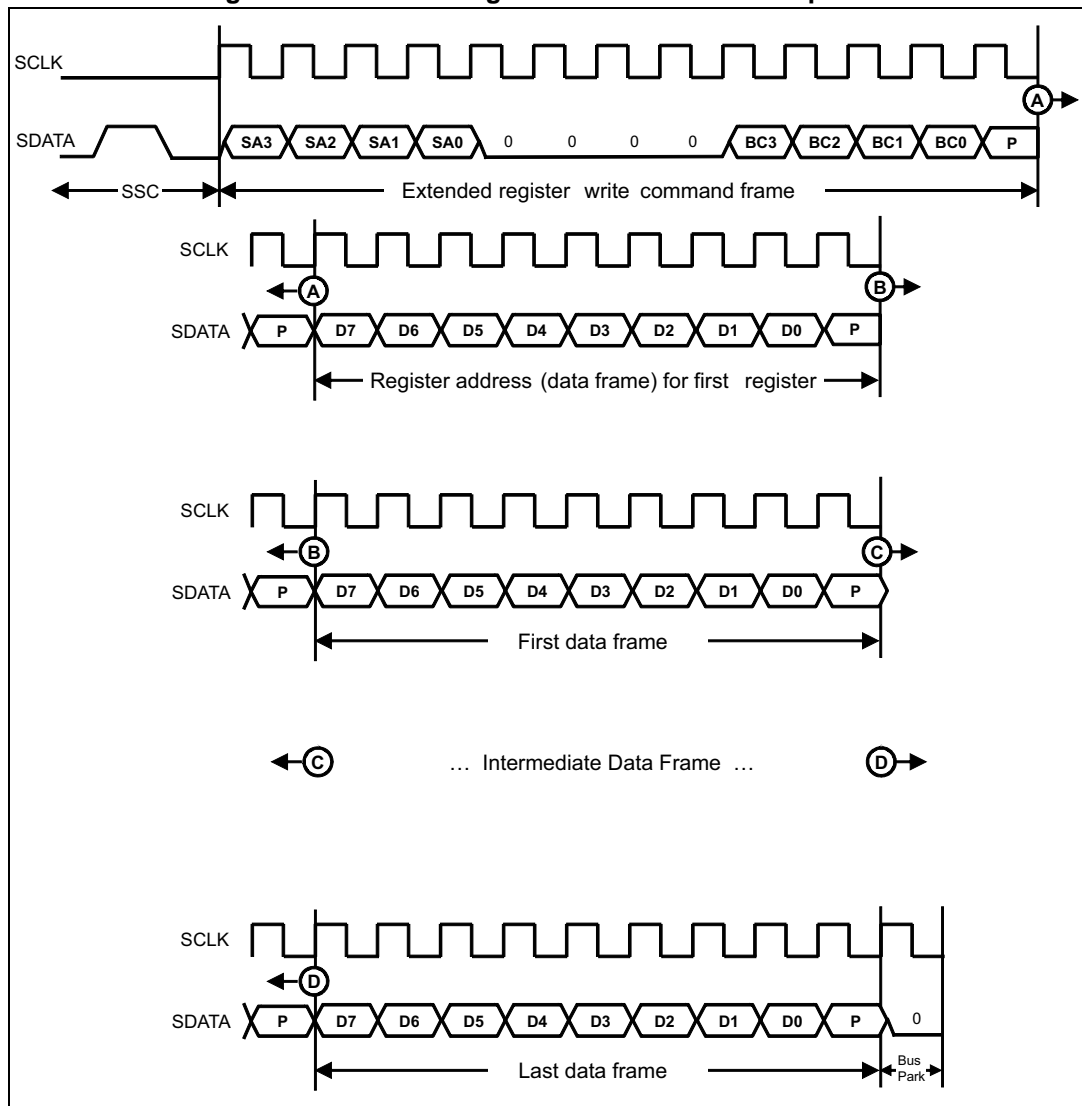 SCLK
A
SDATA SA3 SA2 SA1 SA0 0 0 0 0 BC3 BC2 BC1 BC0 P
SSC Extended register write command frame
SCLK
A B
SDATA P D7 D6 D5 D4 D3 D2 D1 D0 P
Register address (data frame) for first register
SCLK
B C
SDATA P D7 D6 D5 D4 D3 D2 D1 D0 P
First data frame
C … Intermediate Data Frame … D
SCLK
D
SDATA P D7 D6 D5 D4 D3 D2 D1 D0 P 0
Last data frame Bus
Park